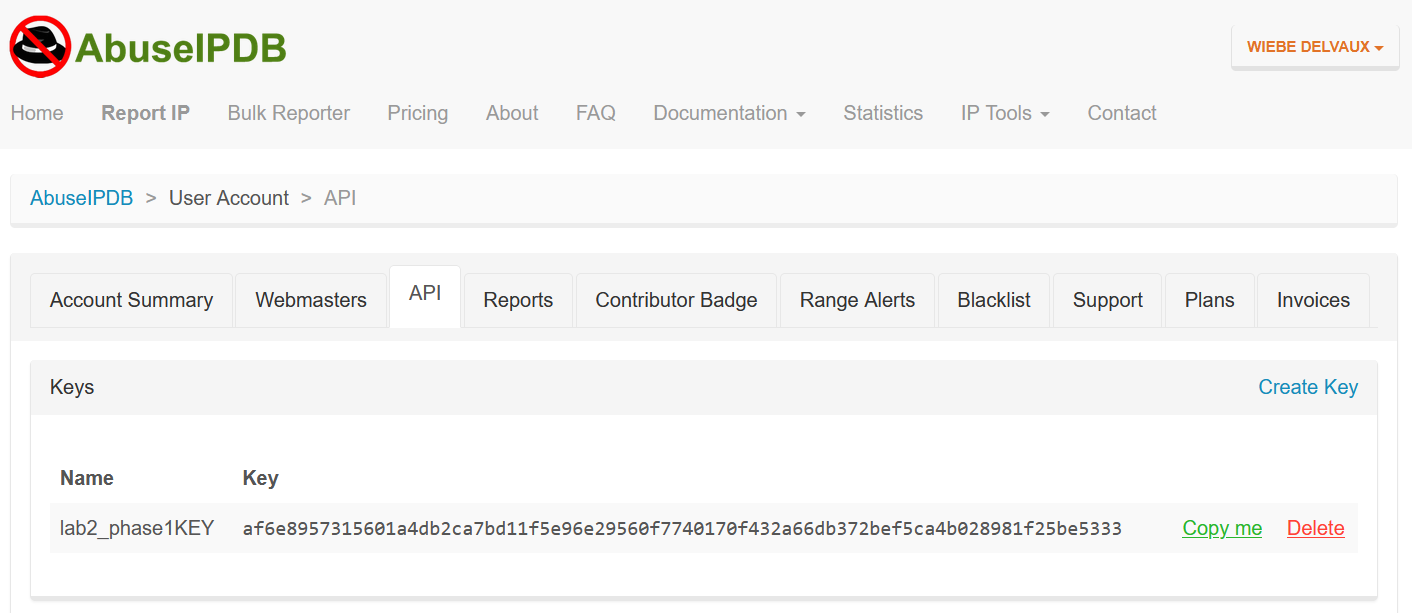 AbuseIPDB
WIEBE DELVAUX
Home Report IP Bulk Reporter Pricing About FAQ Documentation Statistics IP Tools Contact
AbuseIPDB > User Account > API
Account Summary Webmasters API Reports Contributor Badge Range Alerts Blacklist Support Plans Invoices
Keys Create Key
Name Key
lab2_phase1KEY af6e8957315601a4db2ca7bd11f5e96e29560f7740170f432a66db372bef5ca4b028981f25be5333 Copy me Delete